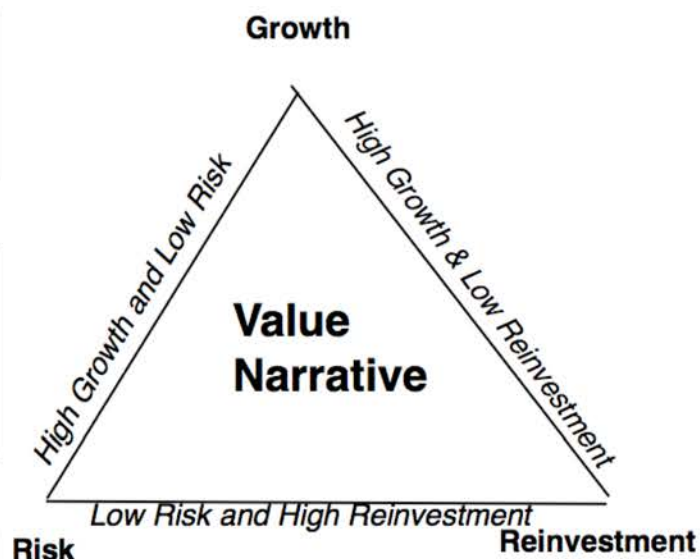 Growth
High Growth and Low Risk
High Growth & Low Reinvestment
Value
Narrative
Low Risk and High Reinvestment
Risk
Reinvestment